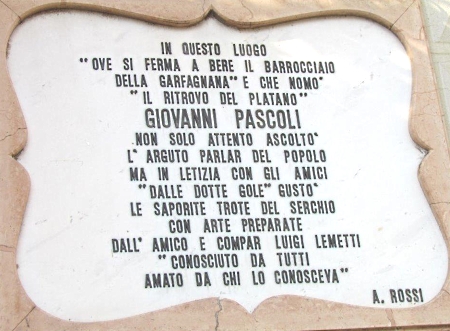 IN QUESTO LUOGO
"OVE SI FERMA A BERE IL BARROCCIAIO
DELLA GARFAGNANA" E CHE NOMO'
"IL RITROVO DEL PLATANO"
GIOVANNI PASCOLI
NON SOLO ATTENTO ASCOLTO'
L'ARGUTO PARLAR DEL POPOLO
MA IN LETIZIA CON GLI AMICI
"DALLE DOTTE GOLE" GUSTO'
LE SAPORITE TROTE DEL SERCHIO
CON ARTE PREPARATE
DALL'AMICO E COMPAR LUIGI LEMETTI
"CONOSCIUTO DA TUTTI
AMATO DA CHI LO CONOSCEVA"
A. ROSSI